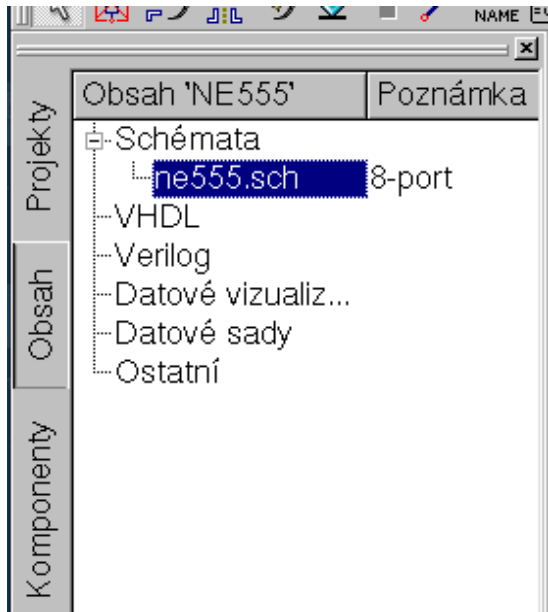 NAME
Obsah 'NE555' Poznámka
Schémata
ne555.sch 8-port
VHDL
Verilog
Datové vizualiz...
Datové sady
Ostatní
Projekty
Obsah
Komponenty